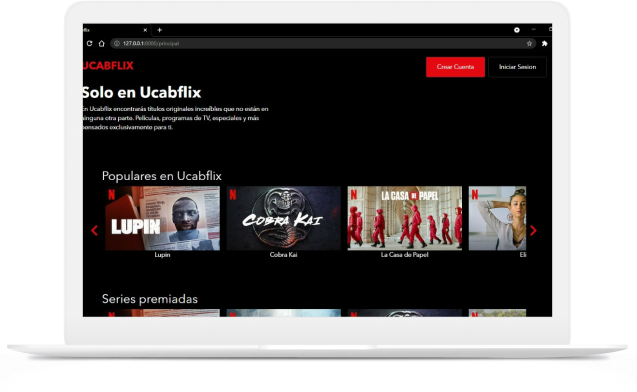 flix × +
127.0.0.1:8000/principal
UCABFLIX
Crear Cuenta Iniciar Sesion
Solo en Ucabflix
En Ucabflix encontrarás títulos originales increíbles que no están en
ninguna otra parte. Películas, programas de TV, especiales y más
pensados exclusivamente para ti.
Populares en Ucabflix
N LUPIN
N COBRA KAI
N LA CASA DE PAPEL
N
Lupin
Cobra Kai
La Casa de Papel
Eli
Series premiadas
N
N
N
N